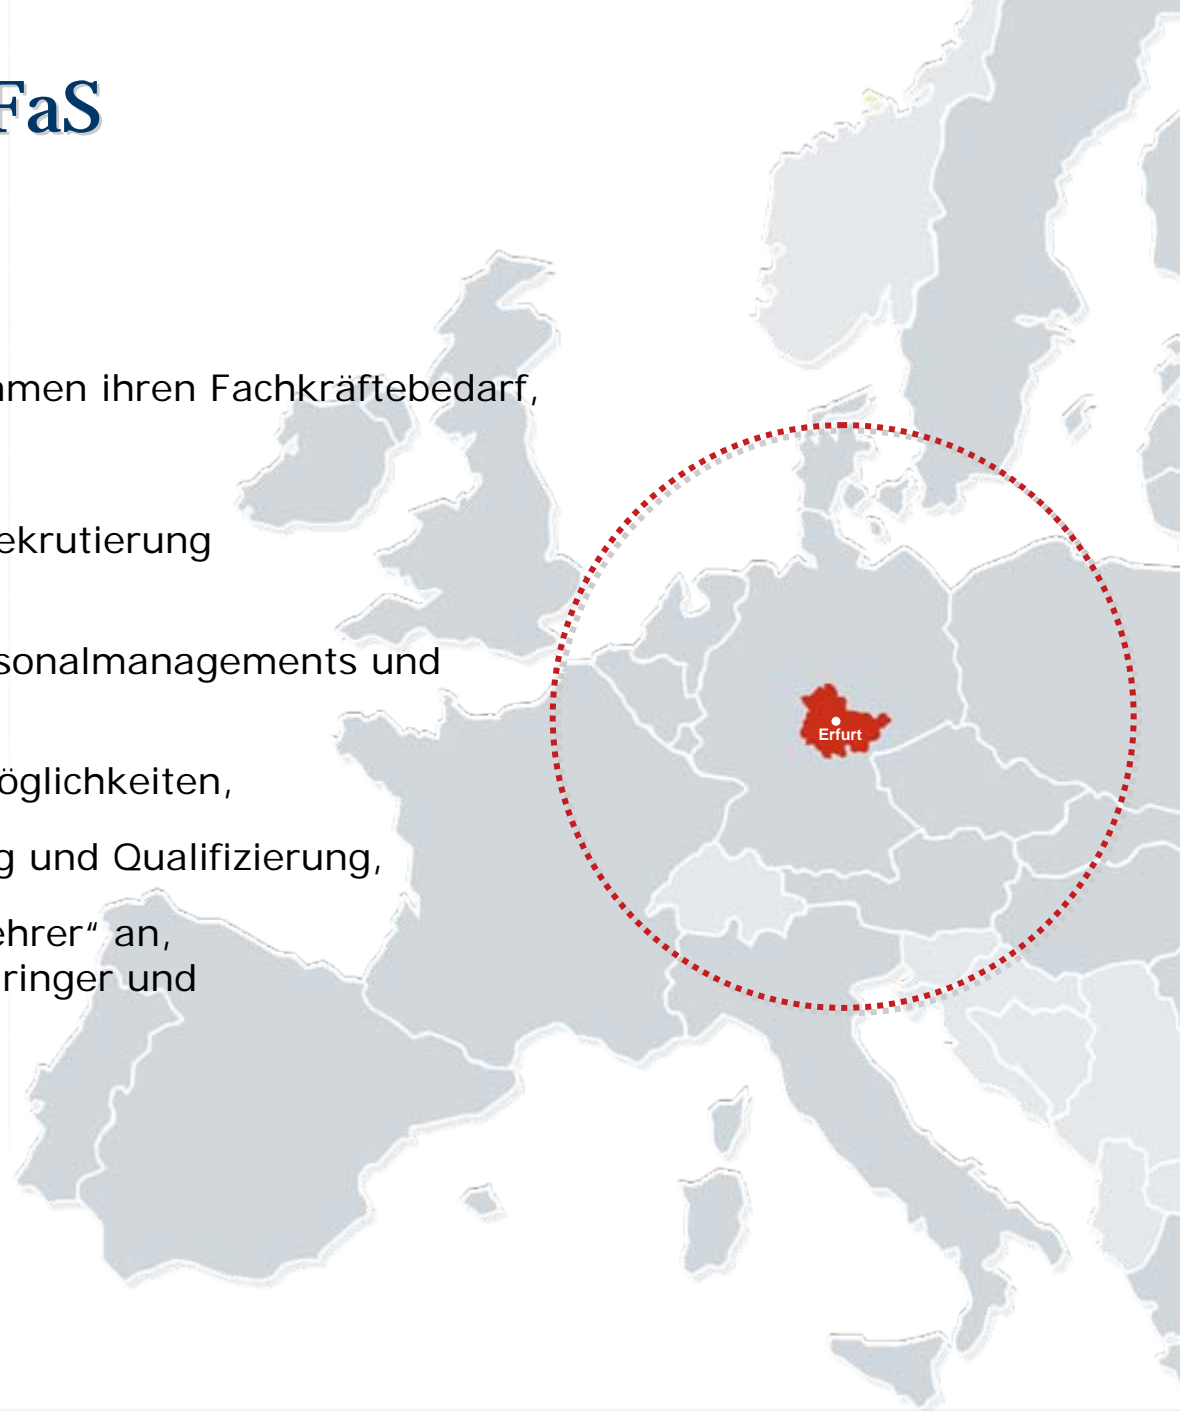 FaS
men ihren Fachkräftebedarf,
ekrutierung
sonalmanagements und
öglichkeiten,
g und Qualifizierung,
ehrer“ an,
ringer und
Erfurt